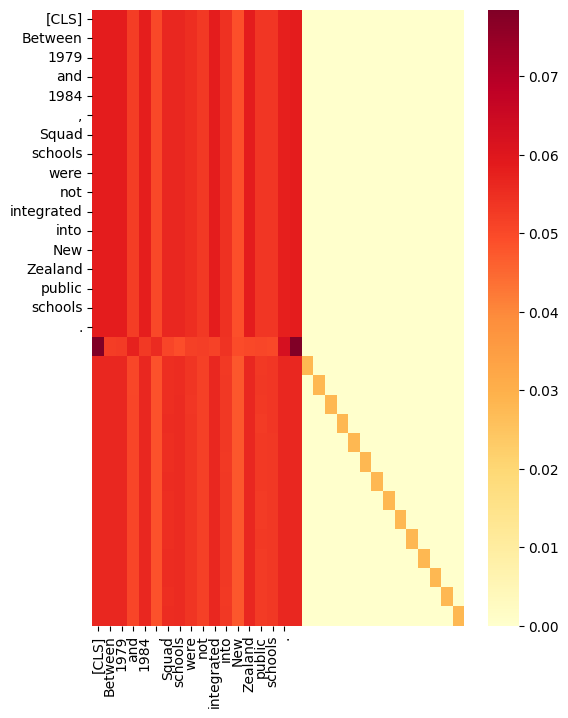 [CLS]
Between
1979
and
1984
,
Squad
schools
were
not
integrated
into
New
Zealand
public
schools
.
0.07
0.06
0.05
0.04
0.03
0.02
0.01
0.00
[CLS]
Between
1979
and
1984
,
Squad
schools
were
not
integrated
into
New
Zealand
public
schools
.